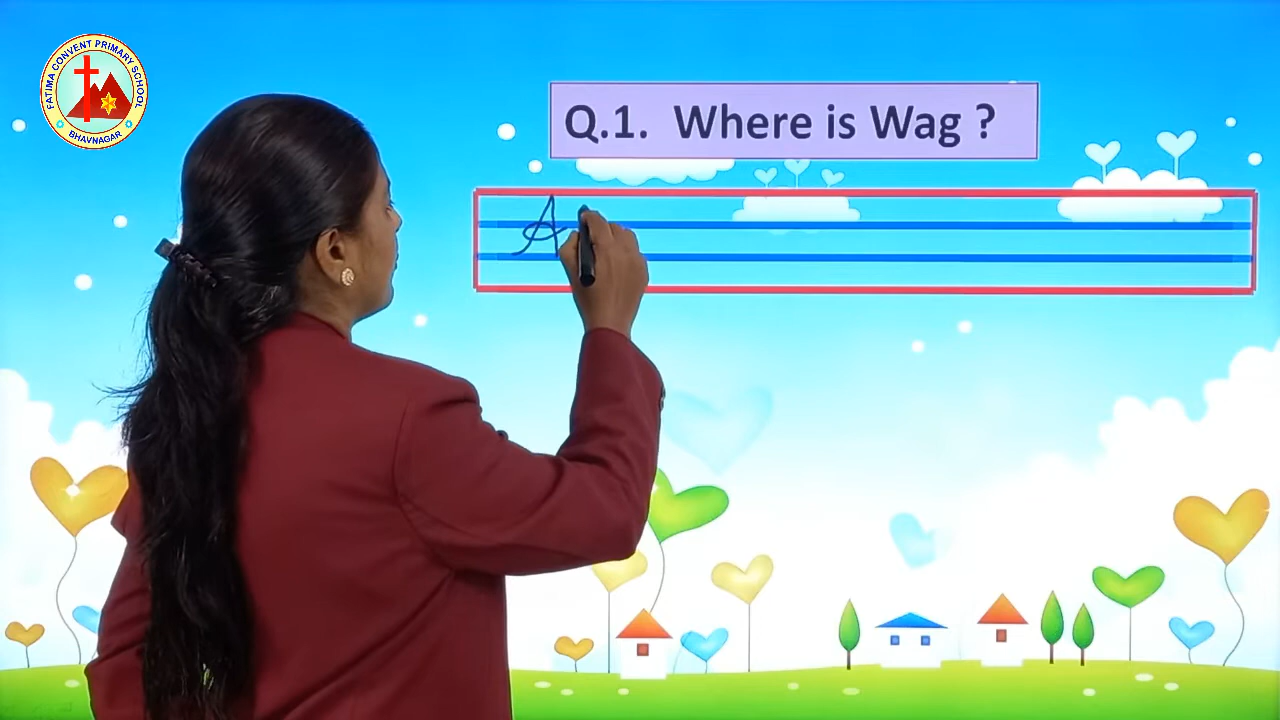 FATIMA CONVENT PRIMARY SCHOOL
BHAVNAGAR
Q.1. Where is Wag ?
A